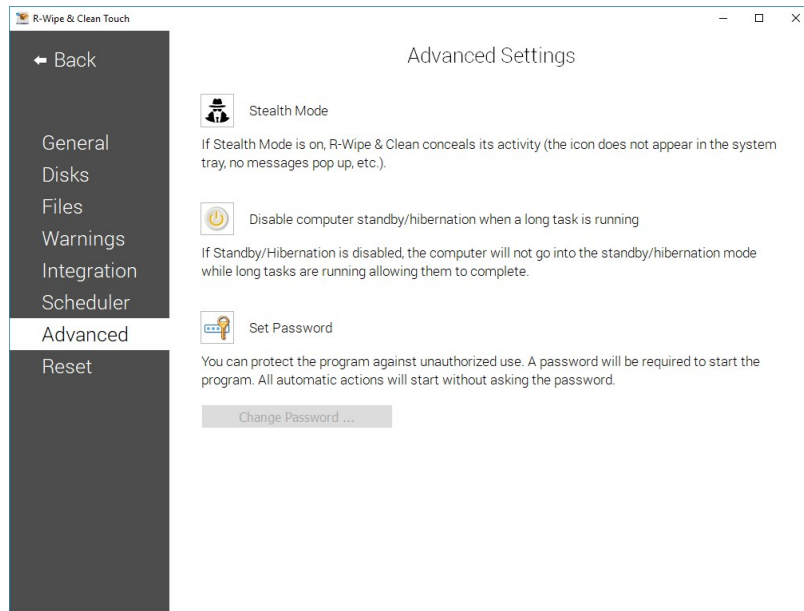 R-Wipe & Clean Touch
Back
General
Disks
Files
Warnings
Integration
Scheduler
Advanced
Reset
Advanced Settings
Stealth Mode
If Stealth Mode is on, R-Wipe & Clean conceals its activity (the icon does not appear in the system
tray, no messages pop up, etc.).
Disable computer standby/hibernation when a long task is running
If Standby/Hibernation is disabled, the computer will not go into the standby/hibernation mode
while long tasks are running allowing them to complete.
Set Password
You can protect the program against unauthorized use. A password will be required to start the
program. All automatic actions will start without asking the password.
Change Password ...